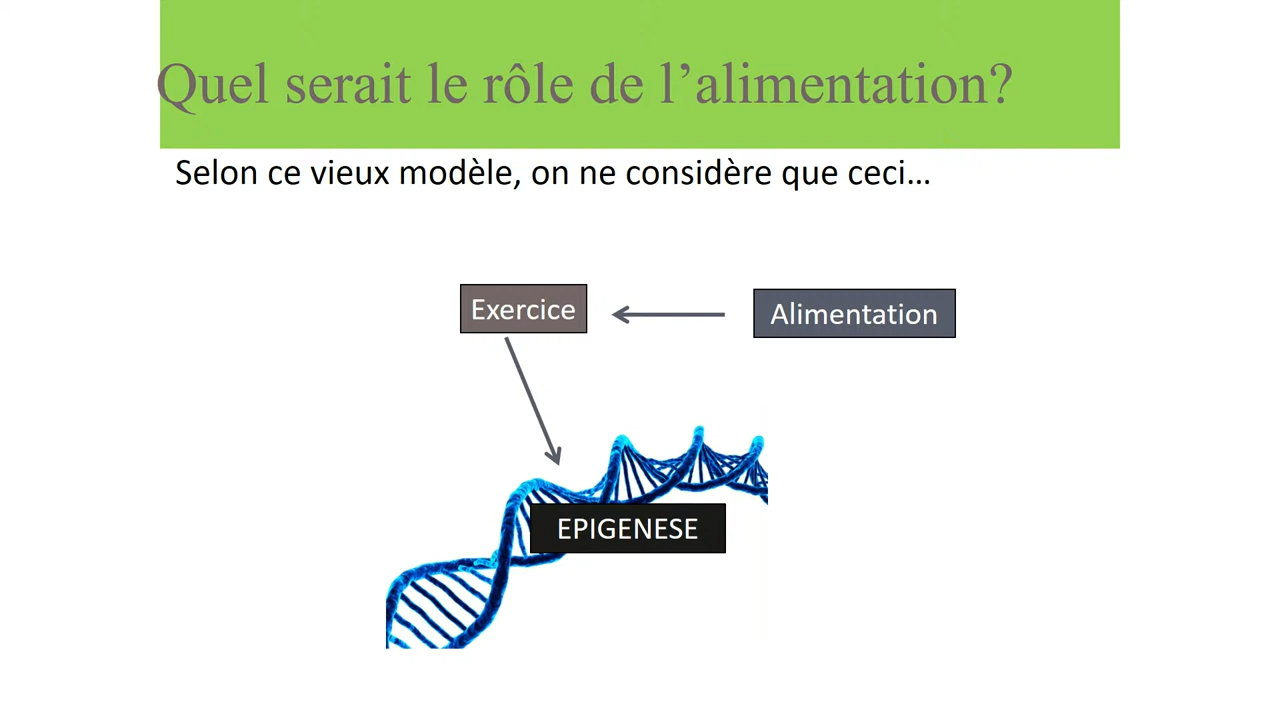 Quel serait le rôle de l’alimentation?
Selon ce vieux modèle, on ne considère que ceci…
Exercice
Alimentation
EPIGENESE